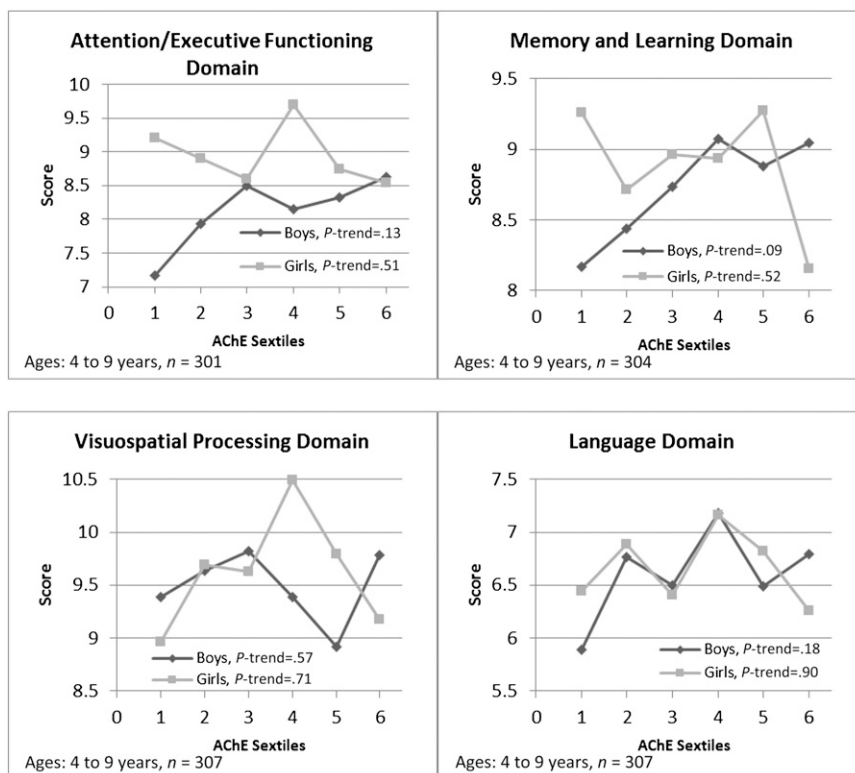 Attention/Executive Functioning
Domain
10
9.5
9
8.5
8
7.5
7
Score
Boys, P-trend=.13
Girls, P-trend=.51
0 1 2 3 4 5 6
AChE Sextiles
Ages: 4 to 9 years, n = 301
Memory and Learning Domain
9.5
9
8.5
8
Score
Boys, P-trend=.09
Girls, P-trend=.52
0 1 2 3 4 5 6
AChE Sextiles
Ages: 4 to 9 years, n = 304
Visuospatial Processing Domain
10.5
10
9.5
9
8.5
Score
Boys, P-trend=.57
Girls, P-trend=.71
0 1 2 3 4 5 6
AChE Sextiles
Ages: 4 to 9 years, n = 307
Language Domain
7.5
7
6.5
6
5.5
Score
Boys, P-trend=.18
Girls, P-trend=.90
0 1 2 3 4 5 6
AChE Sextiles
Ages: 4 to 9 years, n = 307